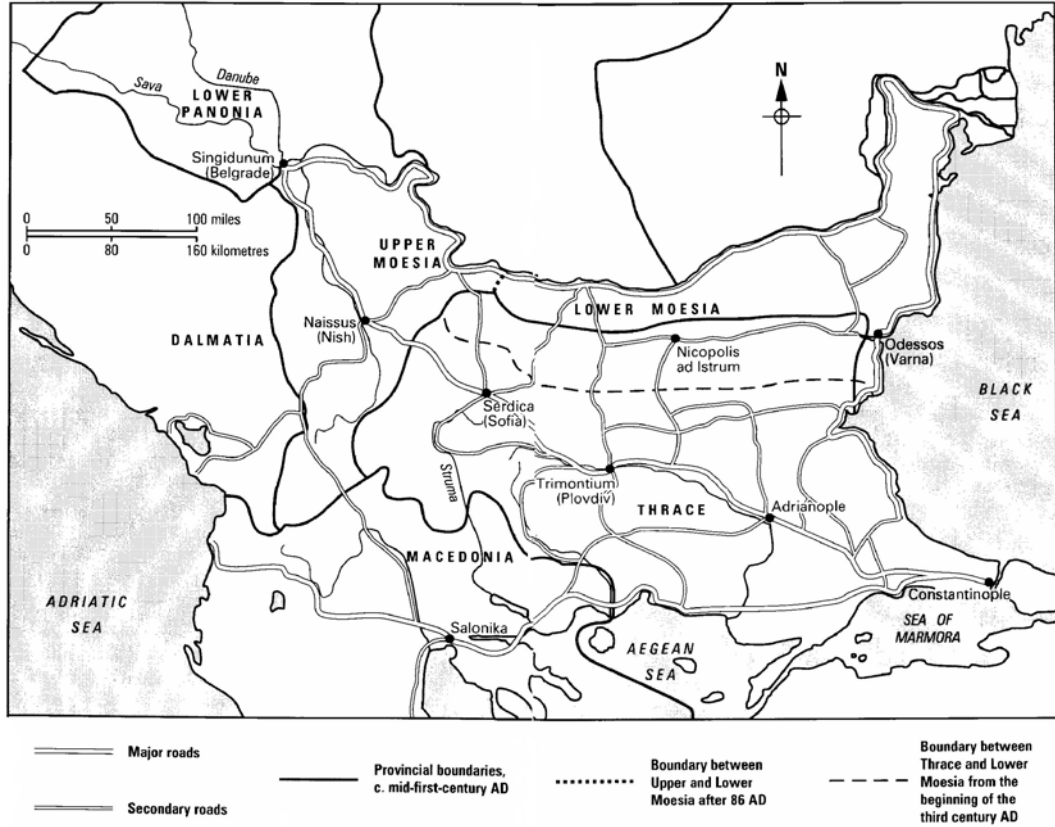 Sava
Danube
LOWER
PANONIA
N
Singidunum
(Belgrade)
0 50 100 miles
0 80 160 kilometres
UPPER
MOESIA
LOWER MOESIA
DALMATIA
Naissus
(Nish)
Nicopolis
ad Istrum
Odessos
(Varna)
BLACK
SEA
Serdica
(Sofia)
Struma
Trimontium
(Plovdiv)
THRACE
Adrianople
MACEDONIA
Constantinople
ADRIATIC
SEA
Salonika
AEGEAN
SEA
SEA OF
MARMORA
Major roads
Secondary roads
Provincial boundaries,
c. mid-first-century AD
Boundary between
Upper and Lower
Moesia after 86 AD
Boundary between
Thrace and Lower
Moesia from the
beginning of the
third century AD